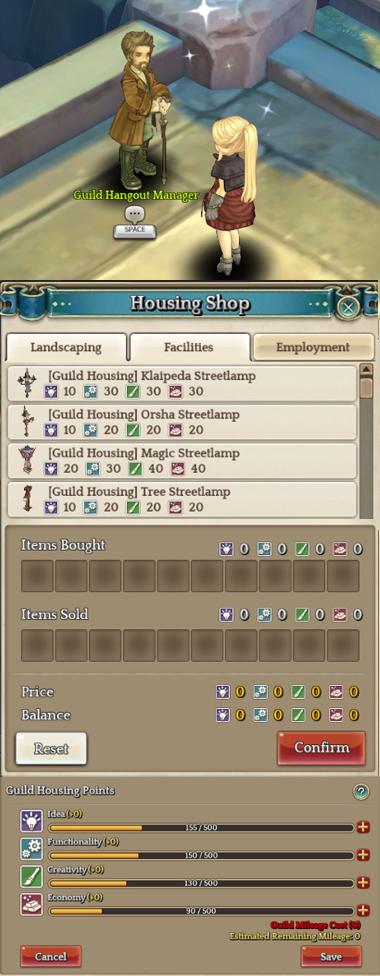 Guild Hangout Manager
SPACE
Housing Shop
Landscaping Facilities Employment
[Guild Housing] Klaipeda Streetlamp
10 30 30 30
[Guild Housing] Orsha Streetlamp
10 20 20 20
[Guild Housing] Magic Streetlamp
20 30 40 40
[Guild Housing] Tree Streetlamp
10 20 20 20
Items Bought 0 0 0 0
Items Sold 0 0 0 0
Price 0 0 0 0
Balance 0 0 0 0
Reset Confirm
Guild Housing Points ?
Idea (+0)
155 / 500
Functionality (+0)
150 / 500
Creativity (+0)
130 / 500
Economy (+0)
90 / 500
Guild Mileage Cost (0)
Estimated Remaining Mileage: 0
Cancel Save